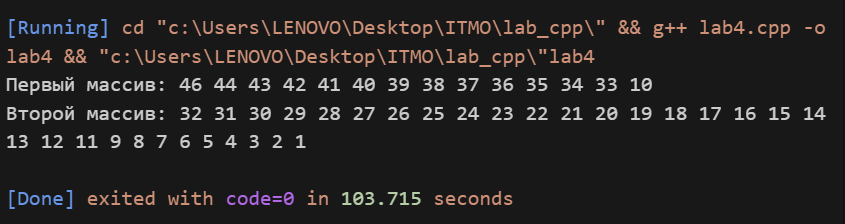 [Running] cd "c:\Users\LENOVO\Desktop\ITMO\lab_cpp\" && g++ lab4.cpp -o
lab4 && "c:\Users\LENOVO\Desktop\ITMO\lab_cpp\"lab4
Первый массив: 46 44 43 42 41 40 39 38 37 36 35 34 33 10
Второй массив: 32 31 30 29 28 27 26 25 24 23 22 21 20 19 18 17 16 15 14
13 12 11 9 8 7 6 5 4 3 2 1
[Done] exited with code=0 in 103.715 seconds